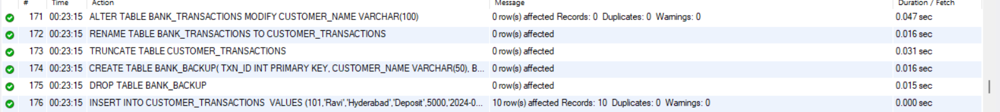 # Time Action Message Duration / Fetch
171 00:23:15 ALTER TABLE BANK_TRANSACTIONS MODIFY CUSTOMER_NAME VARCHAR(100) 0 row(s) affected Records: 0 Duplicates: 0 Warnings: 0 0.047 sec
172 00:23:15 RENAME TABLE BANK_TRANSACTIONS TO CUSTOMER_TRANSACTIONS 0 row(s) affected 0.016 sec
173 00:23:15 TRUNCATE TABLE CUSTOMER_TRANSACTIONS 0 row(s) affected 0.031 sec
174 00:23:15 CREATE TABLE BANK_BACKUP( TXN_ID INT PRIMARY KEY, CUSTOMER_NAME VARCHAR(50), B... 0 row(s) affected 0.016 sec
175 00:23:15 DROP TABLE BANK_BACKUP 0 row(s) affected 0.015 sec
176 00:23:15 INSERT INTO CUSTOMER_TRANSACTIONS VALUES (101,'Ravi','Hyderabad','Deposit',5000,'2024-0... 10 row(s) affected Records: 10 Duplicates: 0 Warnings: 0 0.000 sec